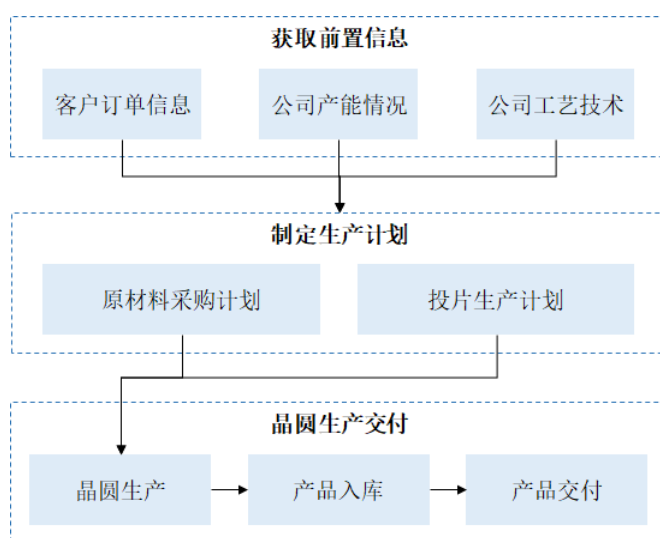 获取前置信息
客户订单信息
公司产能情况
公司工艺技术
制定生产计划
原材料采购计划
投片生产计划
晶圆生产交付
晶圆生产
产品入库
产品交付